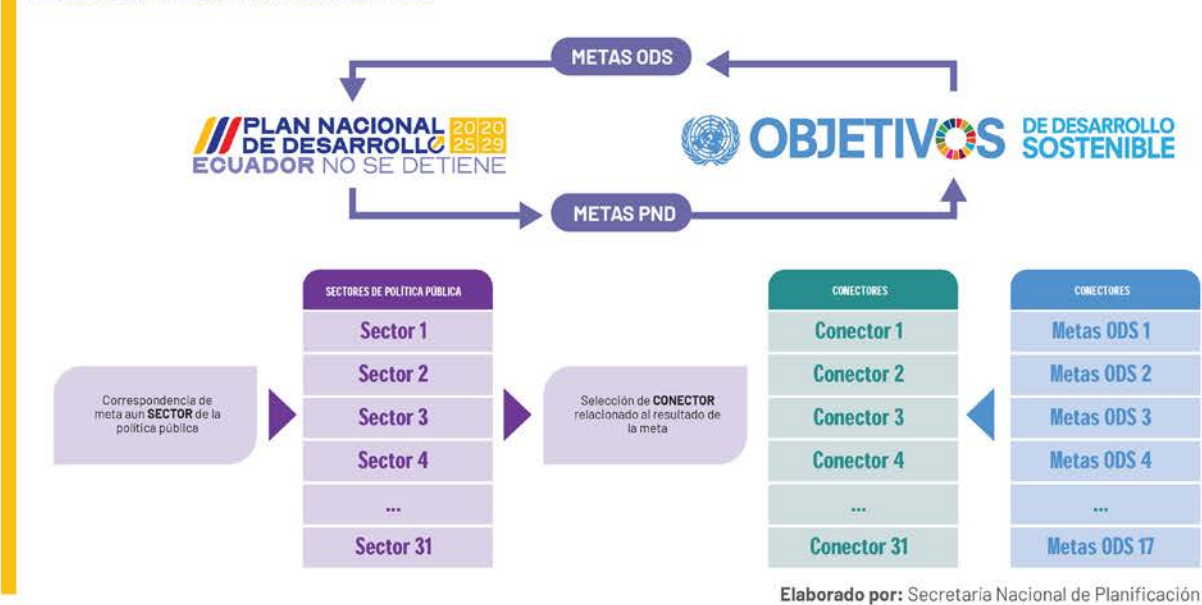 METAS ODS
PLAN NACIONAL
DE DESARROLLO
2025 2029
ECUADOR NO SE DETIENE
OBJETIVOS
DE DESARROLLO
SOSTENIBLE
METAS PND
SECTORES DE POLÍTICA PÚBLICA
Sector 1
Sector 2
Sector 3
Sector 4
...
Sector 31
Correspondencia de
meta aun SECTOR de la
política pública
Selección de CONECTOR
relacionado al resultado de
la meta
CONECTORES
Conector 1
Conector 2
Conector 3
Conector 4
...
Conector 31
CONECTORES
Metas ODS 1
Metas ODS 2
Metas ODS 3
Metas ODS 4
...
Metas ODS 17
Elaborado por: Secretaría Nacional de Planificación